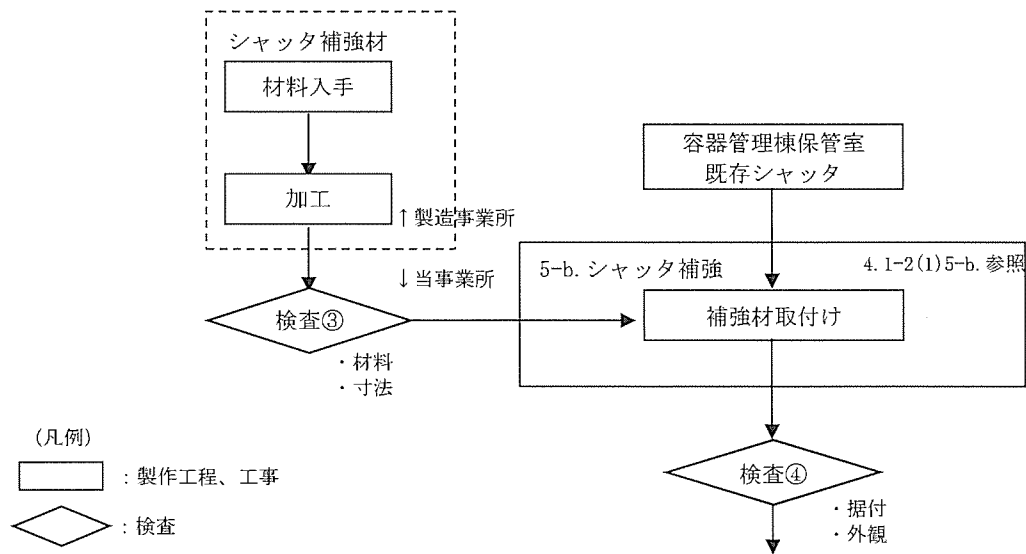 シャッタ補強材
材料入手
加工
↑製造事業所
↓当事業所
検査③
・材料
・寸法
容器管理棟保管室
既存シャッタ
5-b. シャッタ補強
4.1-2(1)5-b. 参照
補強材取付け
検査④
・据付
・外観
(凡例)
：製作工程、工事
：検査